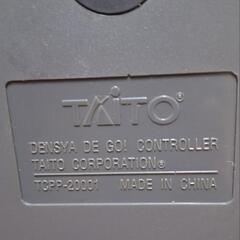 TAITO®
DENSYA DE GO! CONTROLLER
TAITO CORPORATION®
TCPP-20001 MADE IN CHINA